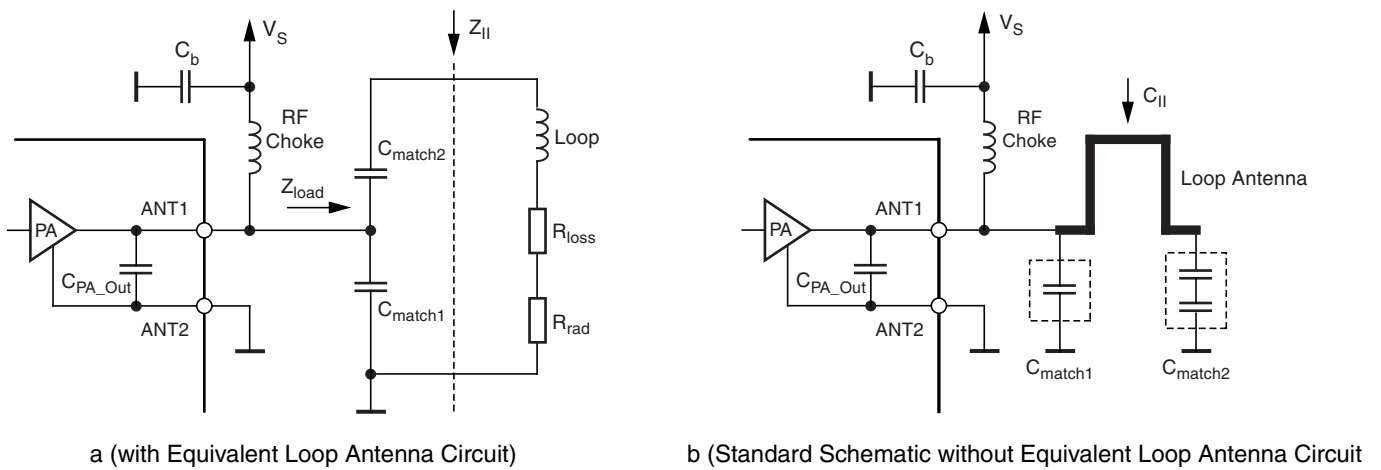 V_S
C_b
RF
Choke
Z_II
C_match2
Loop
Z_load
ANT1
PA
C_PA_Out
R_loss
C_match1
ANT2
R_rad
a (with Equivalent Loop Antenna Circuit)
V_S
C_b
RF
Choke
C_II
Loop Antenna
ANT1
PA
C_PA_Out
ANT2
C_match1
C_match2
b (Standard Schematic without Equivalent Loop Antenna Circuit